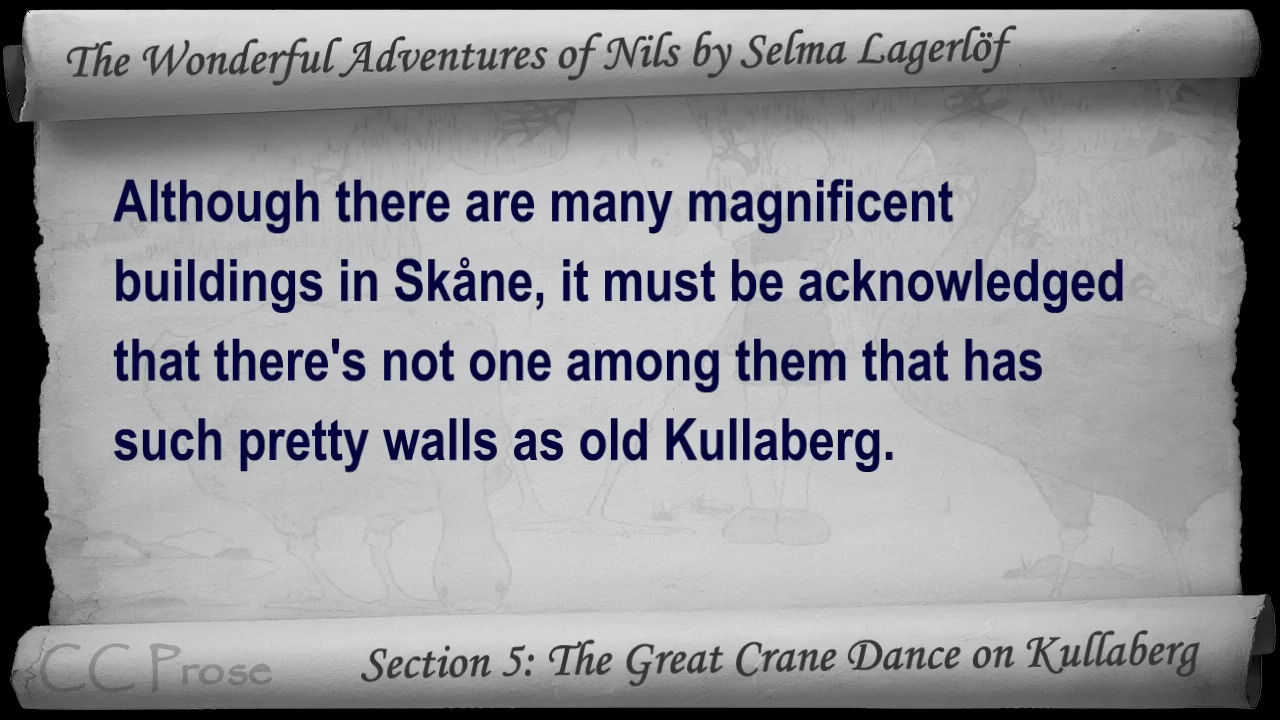 The Wonderful Adventures of Nils by Selma Lagerlöf
Although there are many magnificent
buildings in Skåne, it must be acknowledged
that there's not one among them that has
such pretty walls as old Kullaberg.
CC Prose
Section 5: The Great Crane Dance on Kullaberg